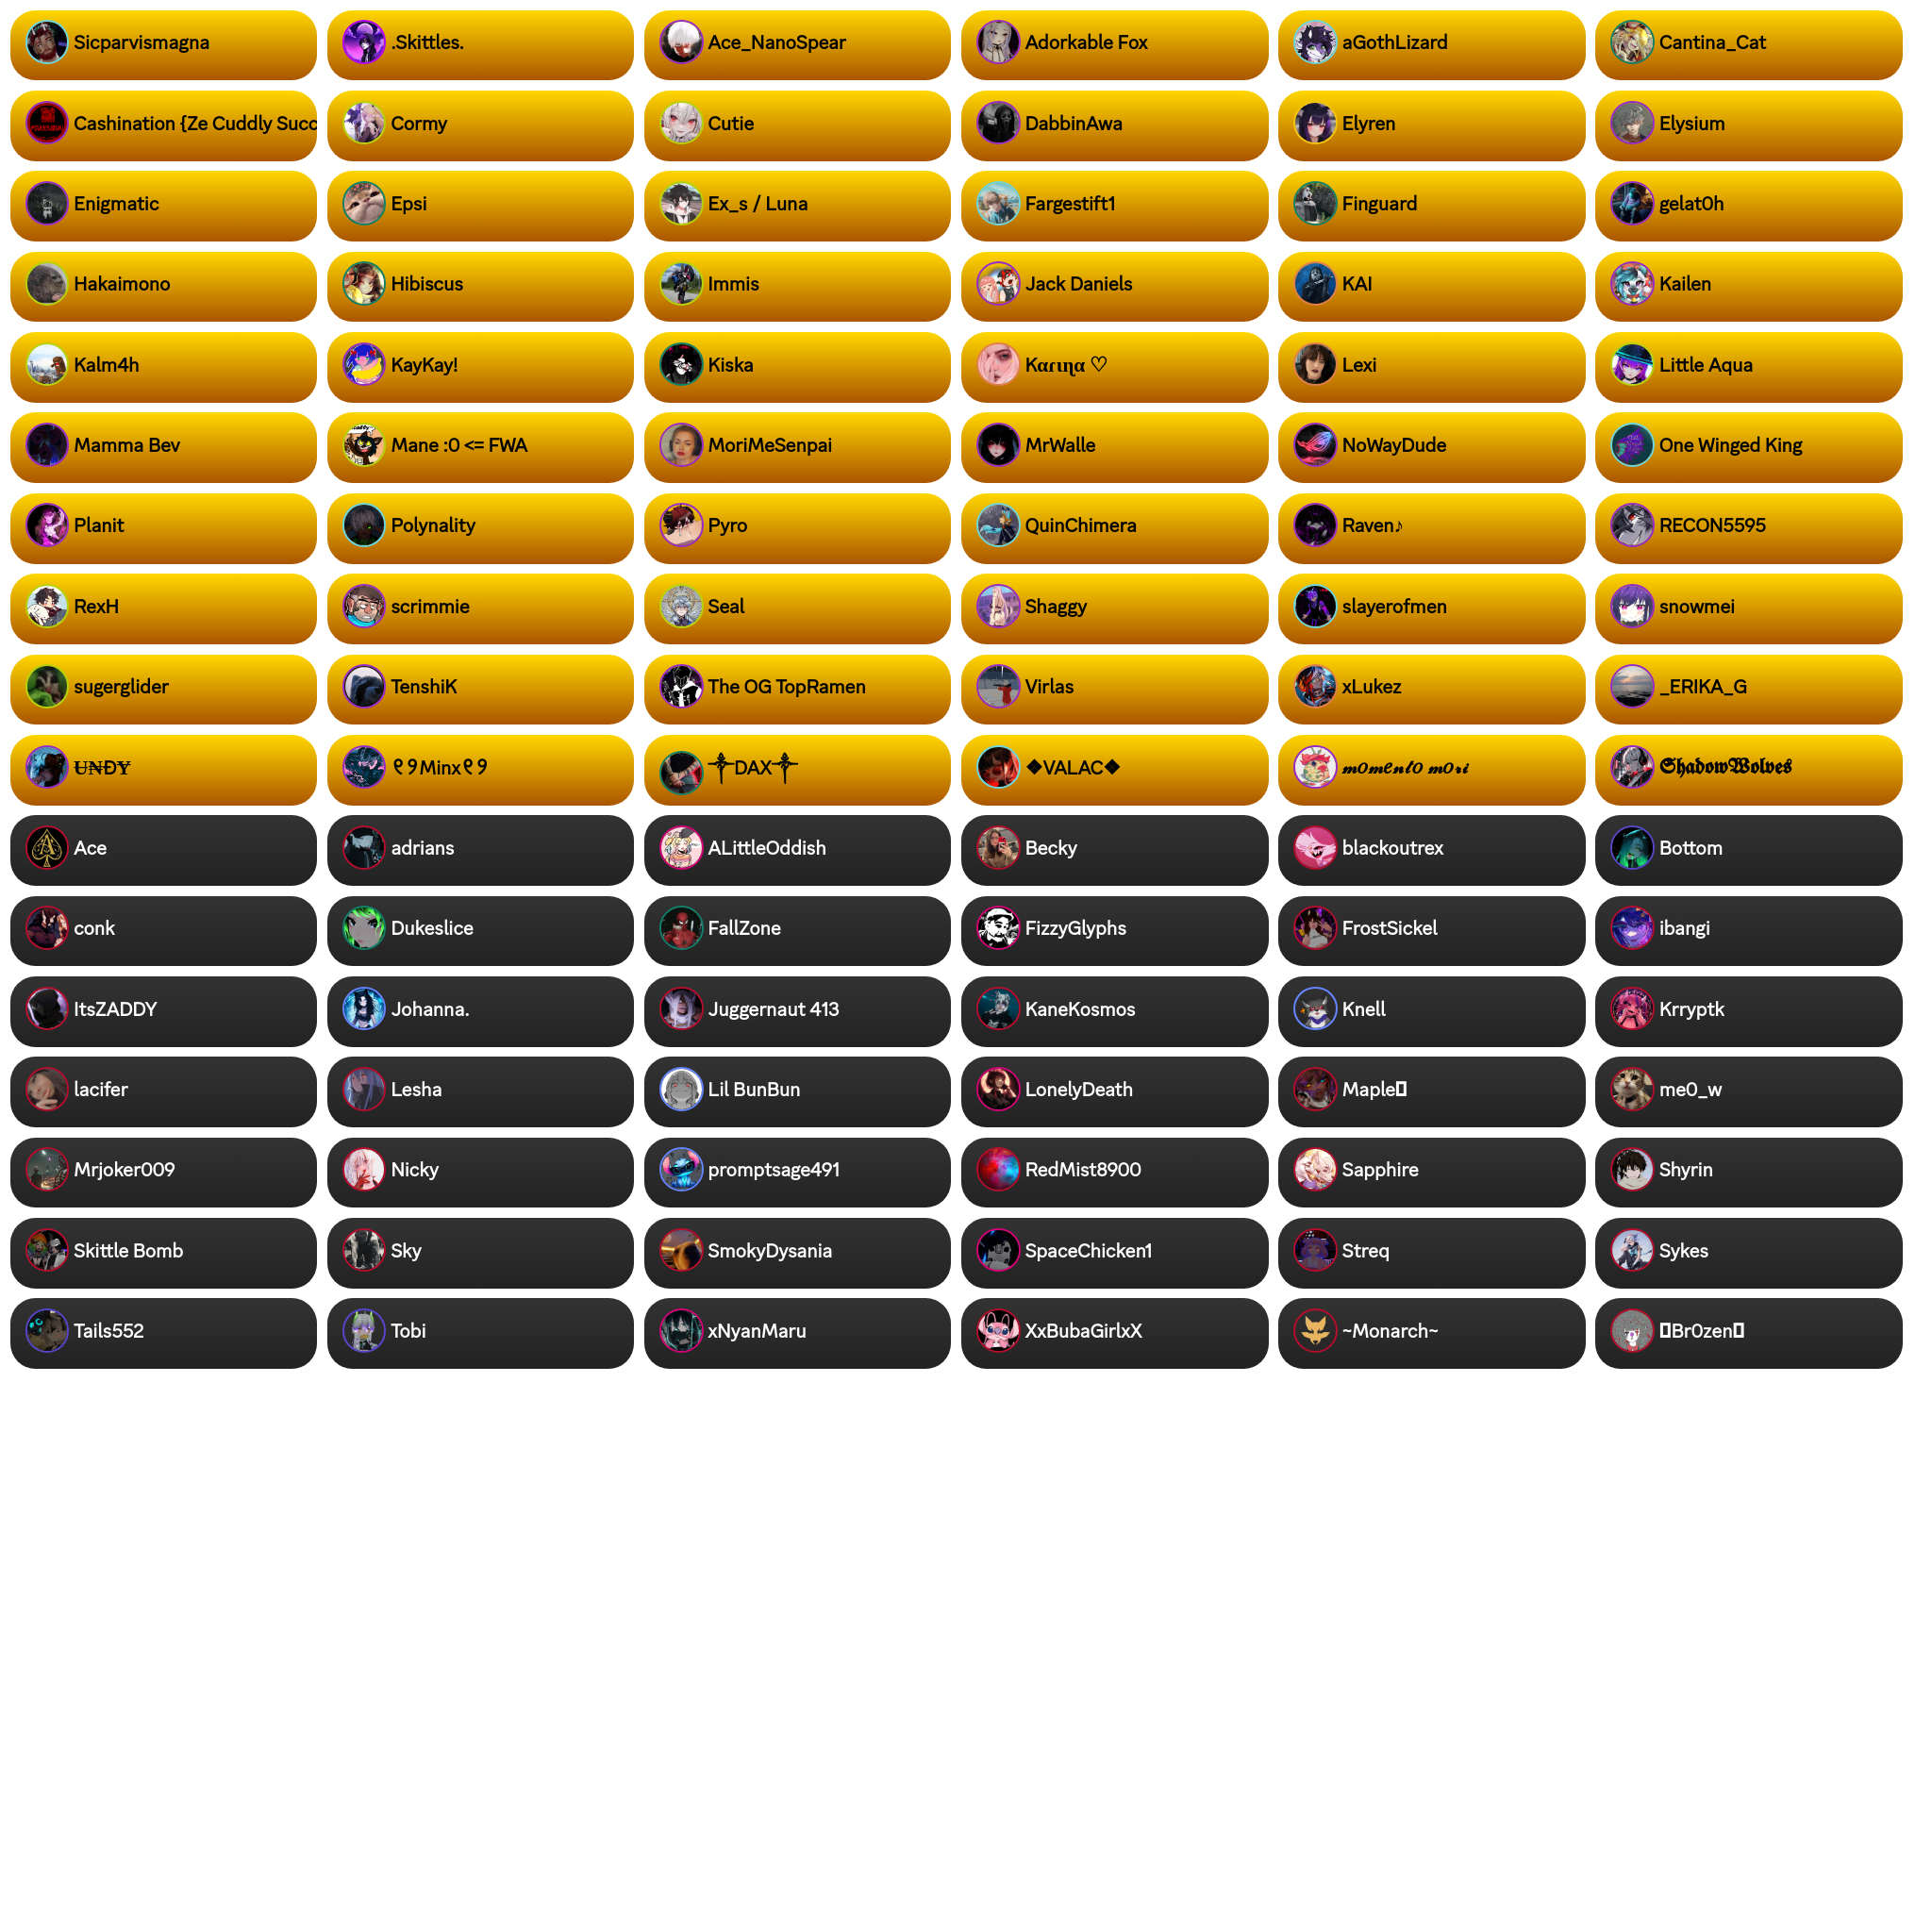 Sicparvismagna
.Skittles.
Ace_NanoSpear
Adorkable Fox
aGothLizard
Cantina_Cat
Cashination {Ze Cuddly Succ
Cormy
Cutie
DabbinAwa
Elyren
Elysium
Enigmatic
Epsi
Ex_s / Luna
Fargestift1
Finguard
gelat0h
Hakaimono
Hibiscus
Immis
Jack Daniels
KAI
Kailen
Kalm4h
KayKay!
Kiska
Kαɾιɳα ♡
Lexi
Little Aqua
Mamma Bev
Mane :0 <= FWA
MoriMeSenpai
MrWalle
NoWayDude
One Winged King
Planit
Polynality
Pyro
QuinChimera
Raven♪
RECON5595
RexH
scrimmie
Seal
Shaggy
slayerofmen
snowmei
sugerglider
TenshiK
The OG TopRamen
Virlas
xLukez
_ERIKA_G
Ʉ₦ĐɎ
୧୨Minx୧୨
༒DAX༒
❖VALAC❖
𝓶𝓸𝓶𝓮𝓷𝓽𝓸 𝓶𝓸𝓻𝓲
𝕾𝖍𝖆𝖉𝖔𝖜𝖂𝖔𝖑𝖛𝖊𝖘
Ace
adrians
ALittleOddish
Becky
blackoutrex
Bottom
conk
Dukeslice
FallZone
FizzyGlyphs
FrostSickel
ibangi
ItsZADDY
Johanna.
Juggernaut 413
KaneKosmos
Knell
Krryptk
lacifer
Lesha
Lil BunBun
LonelyDeath
Maple▯
me0_w
Mrjoker009
Nicky
promptsage491
RedMist8900
Sapphire
Shyrin
Skittle Bomb
Sky
SmokyDysania
SpaceChicken1
Streq
Sykes
Tails552
Tobi
xNyanMaru
XxBubaGirlxX
~Monarch~
▯Br0zen▯